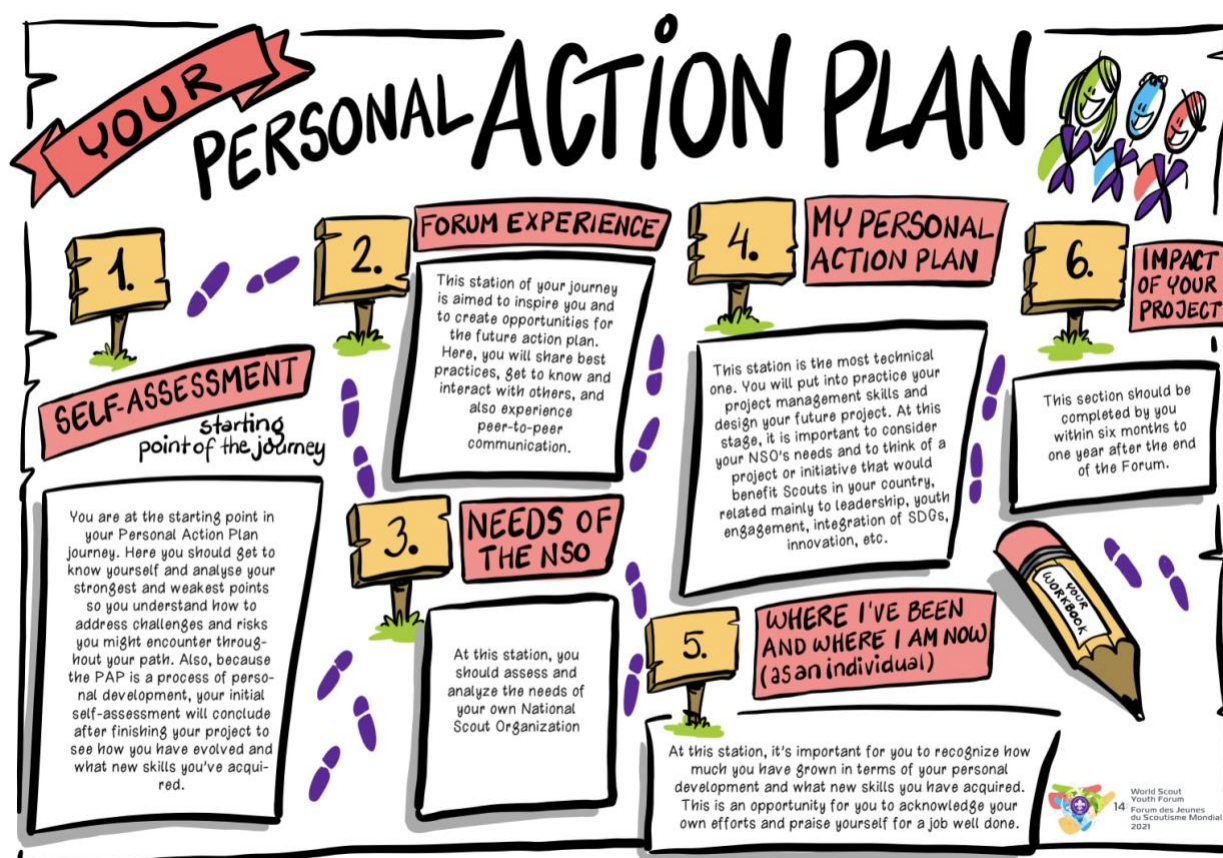 YOUR
PERSONAL ACTION PLAN
1.
SELF-ASSESSMENT
starting
point of the journey
You are at the starting point in
your Personal Action Plan
journey. Here you should get to
know yourself and analyse your
strongest and weakest points
so you understand how to
address challenges and risks
you might encounter throug-
hout your path. Also, because
the PAP is a process of perso-
nal development, your initial
self-assessment will conclude
after finishing your project to
see how you have evolved and
what new skills you've acqui-
red.
2.
FORUM EXPERIENCE
This station of your journey
is aimed to inspire you and
to create opportunities for
the future action plan.
Here, you will share best
practices, get to know and
interact with others, and
also experience
peer-to-peer
communication.
3.
NEEDS OF
THE NSO
At this station, you
should assess and
analyze the needs of
your own National
Scout Organization
4.
MY PERSONAL
ACTION PLAN
This station is the most technical
one. You will put into practice your
project management skills and
design your future project. At this
stage, it is important to consider
your NSO's needs and to think of a
project or initiative that would
benefit Scouts in your country,
related mainly to leadership, youth
engagement, integration of SDGs,
innovation, etc.
5.
WHERE I'VE BEEN
AND WHERE I AM NOW
(as an individual)
At this station, it's important for you to recognize how
much you have grown in terms of your personal
development and what new skills you have acquired.
This is an opportunity for you to acknowledge your
own efforts and praise yourself for a job well done.
6.
IMPACT
OF YOUR
PROJECT
This section should be
completed by you
within six months to
one year after the end
of the Forum.
YOUR
WORKBOOK
14
World Scout
Youth Forum
Forum des Jeunes
du Scoutisme Mondial
2021